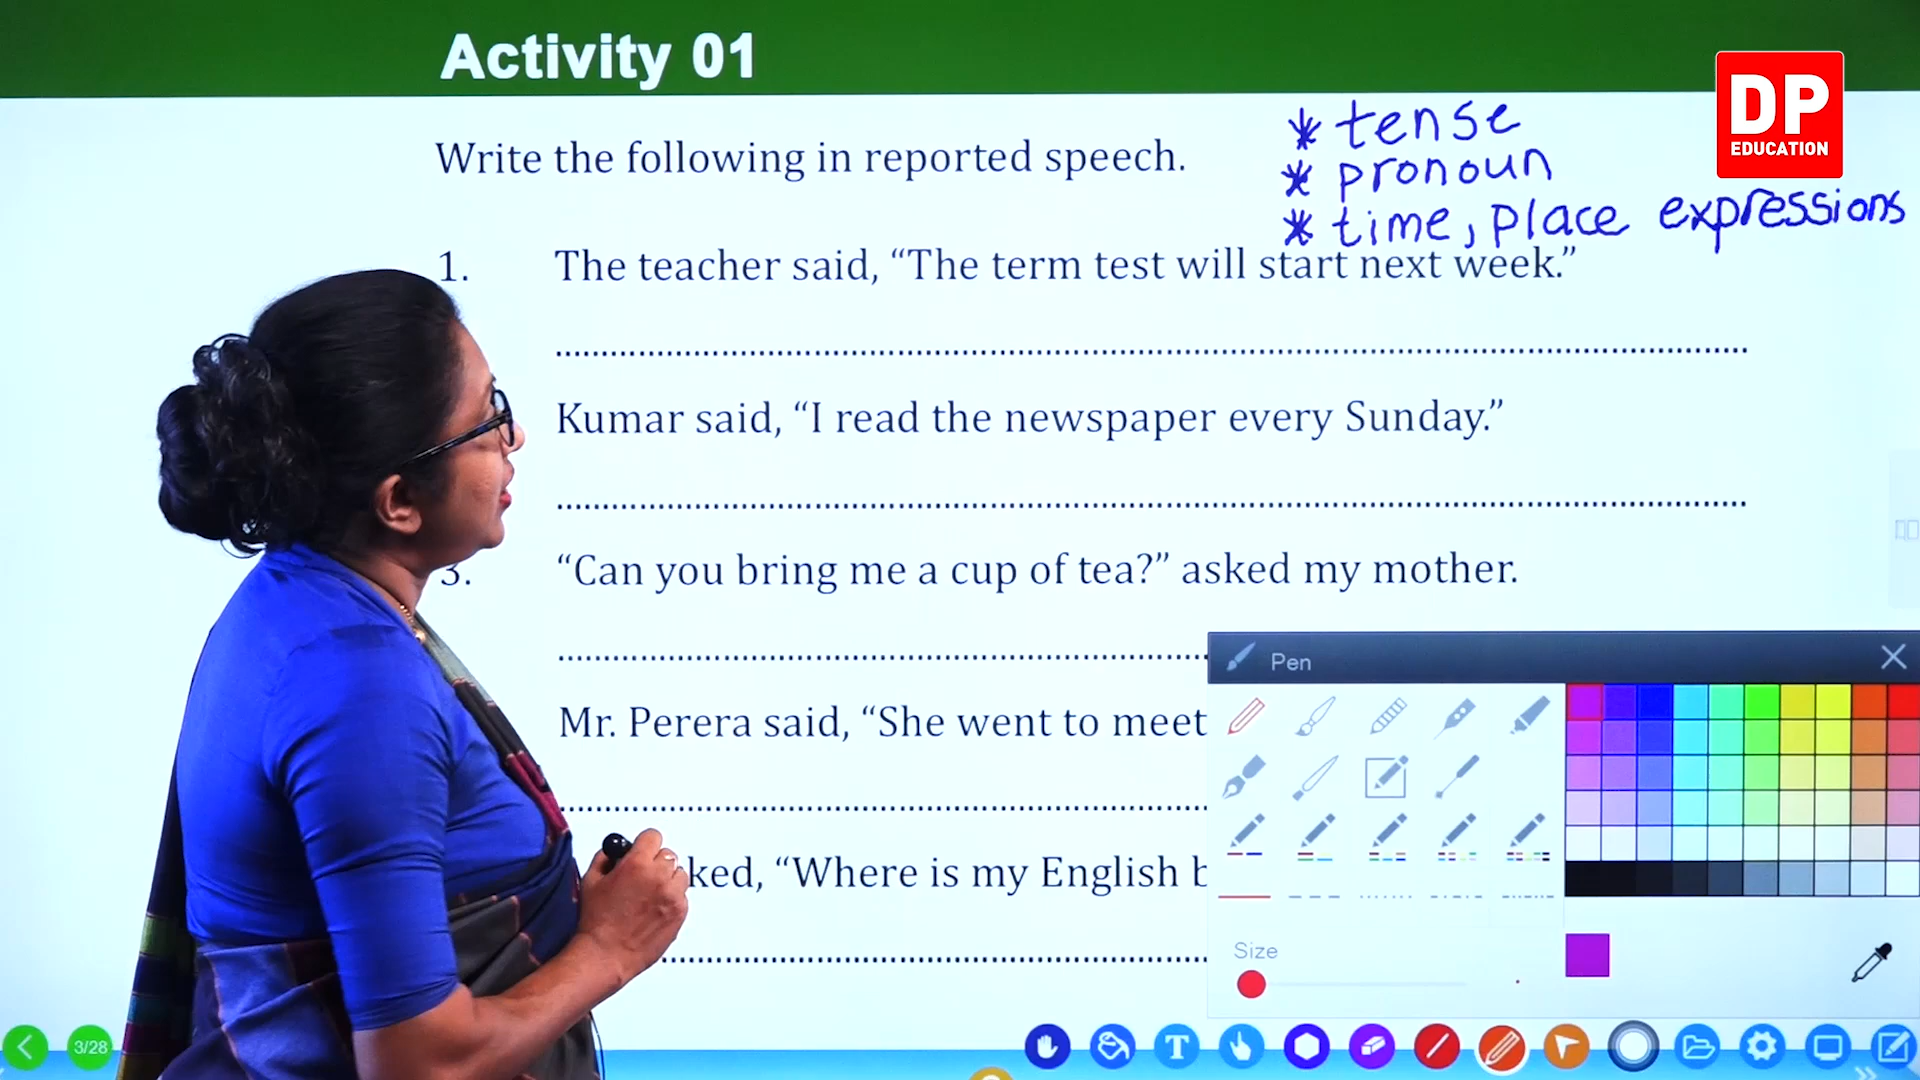 Activity 01
DP
EDUCATION
* tense
* pronoun
* time, place expressions
Write the following in reported speech.
1. The teacher said, “The term test will start next week.”
Kumar said, “I read the newspaper every Sunday.”
3. “Can you bring me a cup of tea?” asked my mother.
Pen
Mr. Perera said, “She went to meet
ked, “Where is my English b
Size
3/28
T